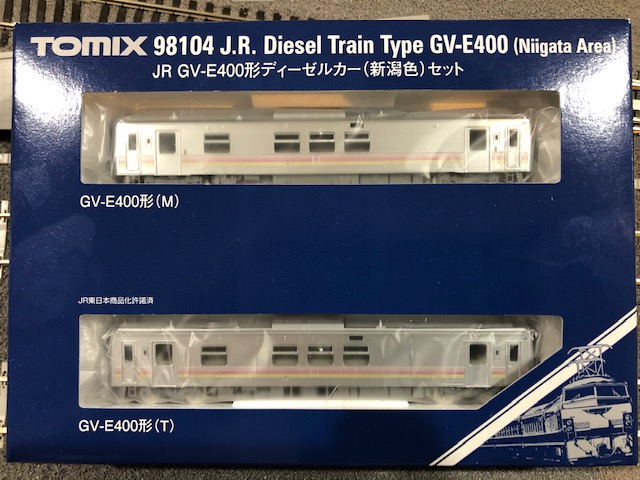 TOMIX 98104 J.R. Diesel Train Type GV-E400 (Niigata Area)
JR GV-E400形ディーゼルカー(新潟色)セット
GV-E400形(M)
JR東日本商品化許諾済
GV-E400形(T)